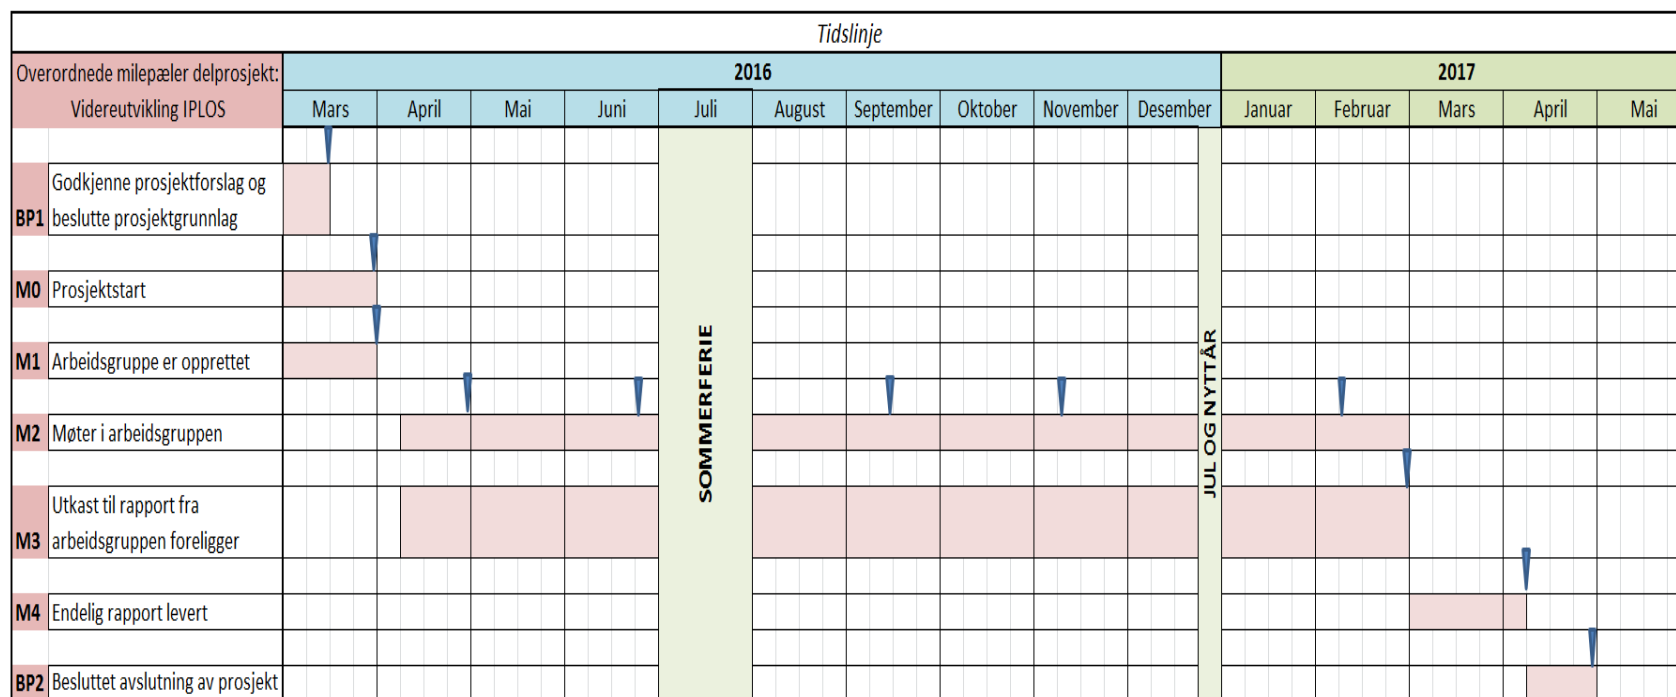 Tidslinje
Overordnede milepæler delprosjekt:
Videreutvikling IPLOS
2016
2017
Mars
April
Mai
Juni
Juli
August
September
Oktober
November
Desember
Januar
Februar
Mars
April
Mai
BP1
Godkjenne prosjektforslag og
beslutte prosjektgrunnlag
M0 Prosjektstart
M1 Arbeidsgruppe er opprettet
M2 Møter i arbeidsgruppen
M3
Utkast til rapport fra
arbeidsgruppen foreligger
M4 Endelig rapport levert
BP2 Besluttet avslutning av prosjekt
SOMMERFERIE
JUL OG NYTTÅR